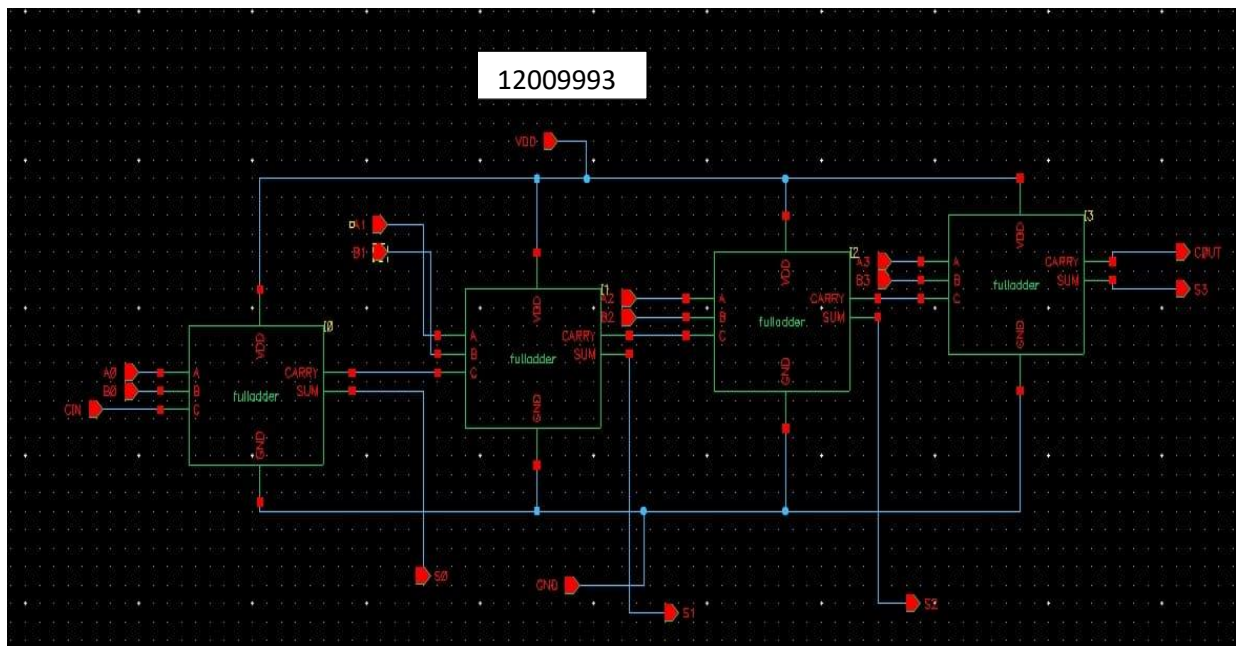 12009993
VDD
A1
B1
I3
VDD
A3
B3
A
B
C
CARRY
SUM
fulladder
GND
COUT
S3
I2
VDD
A2
B2
A
B
C
CARRY
SUM
fulladder
GND
I1
VDD
A
B
C
CARRY
SUM
fulladder
GND
I0
VDD
A0
B0
CIN
A
B
C
CARRY
SUM
fulladder
GND
S0
GND
S1
S2